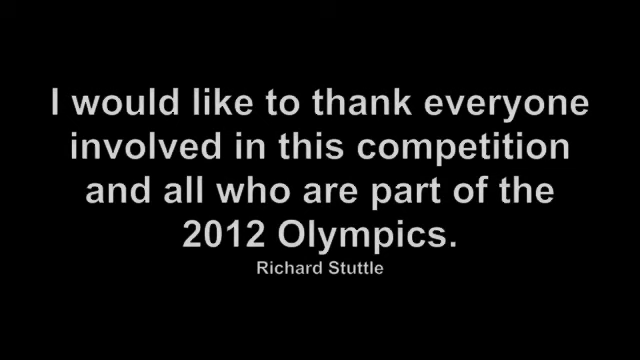 I would like to thank everyone
involved in this competition
and all who are part of the
2012 Olympics.
Richard Stuttle